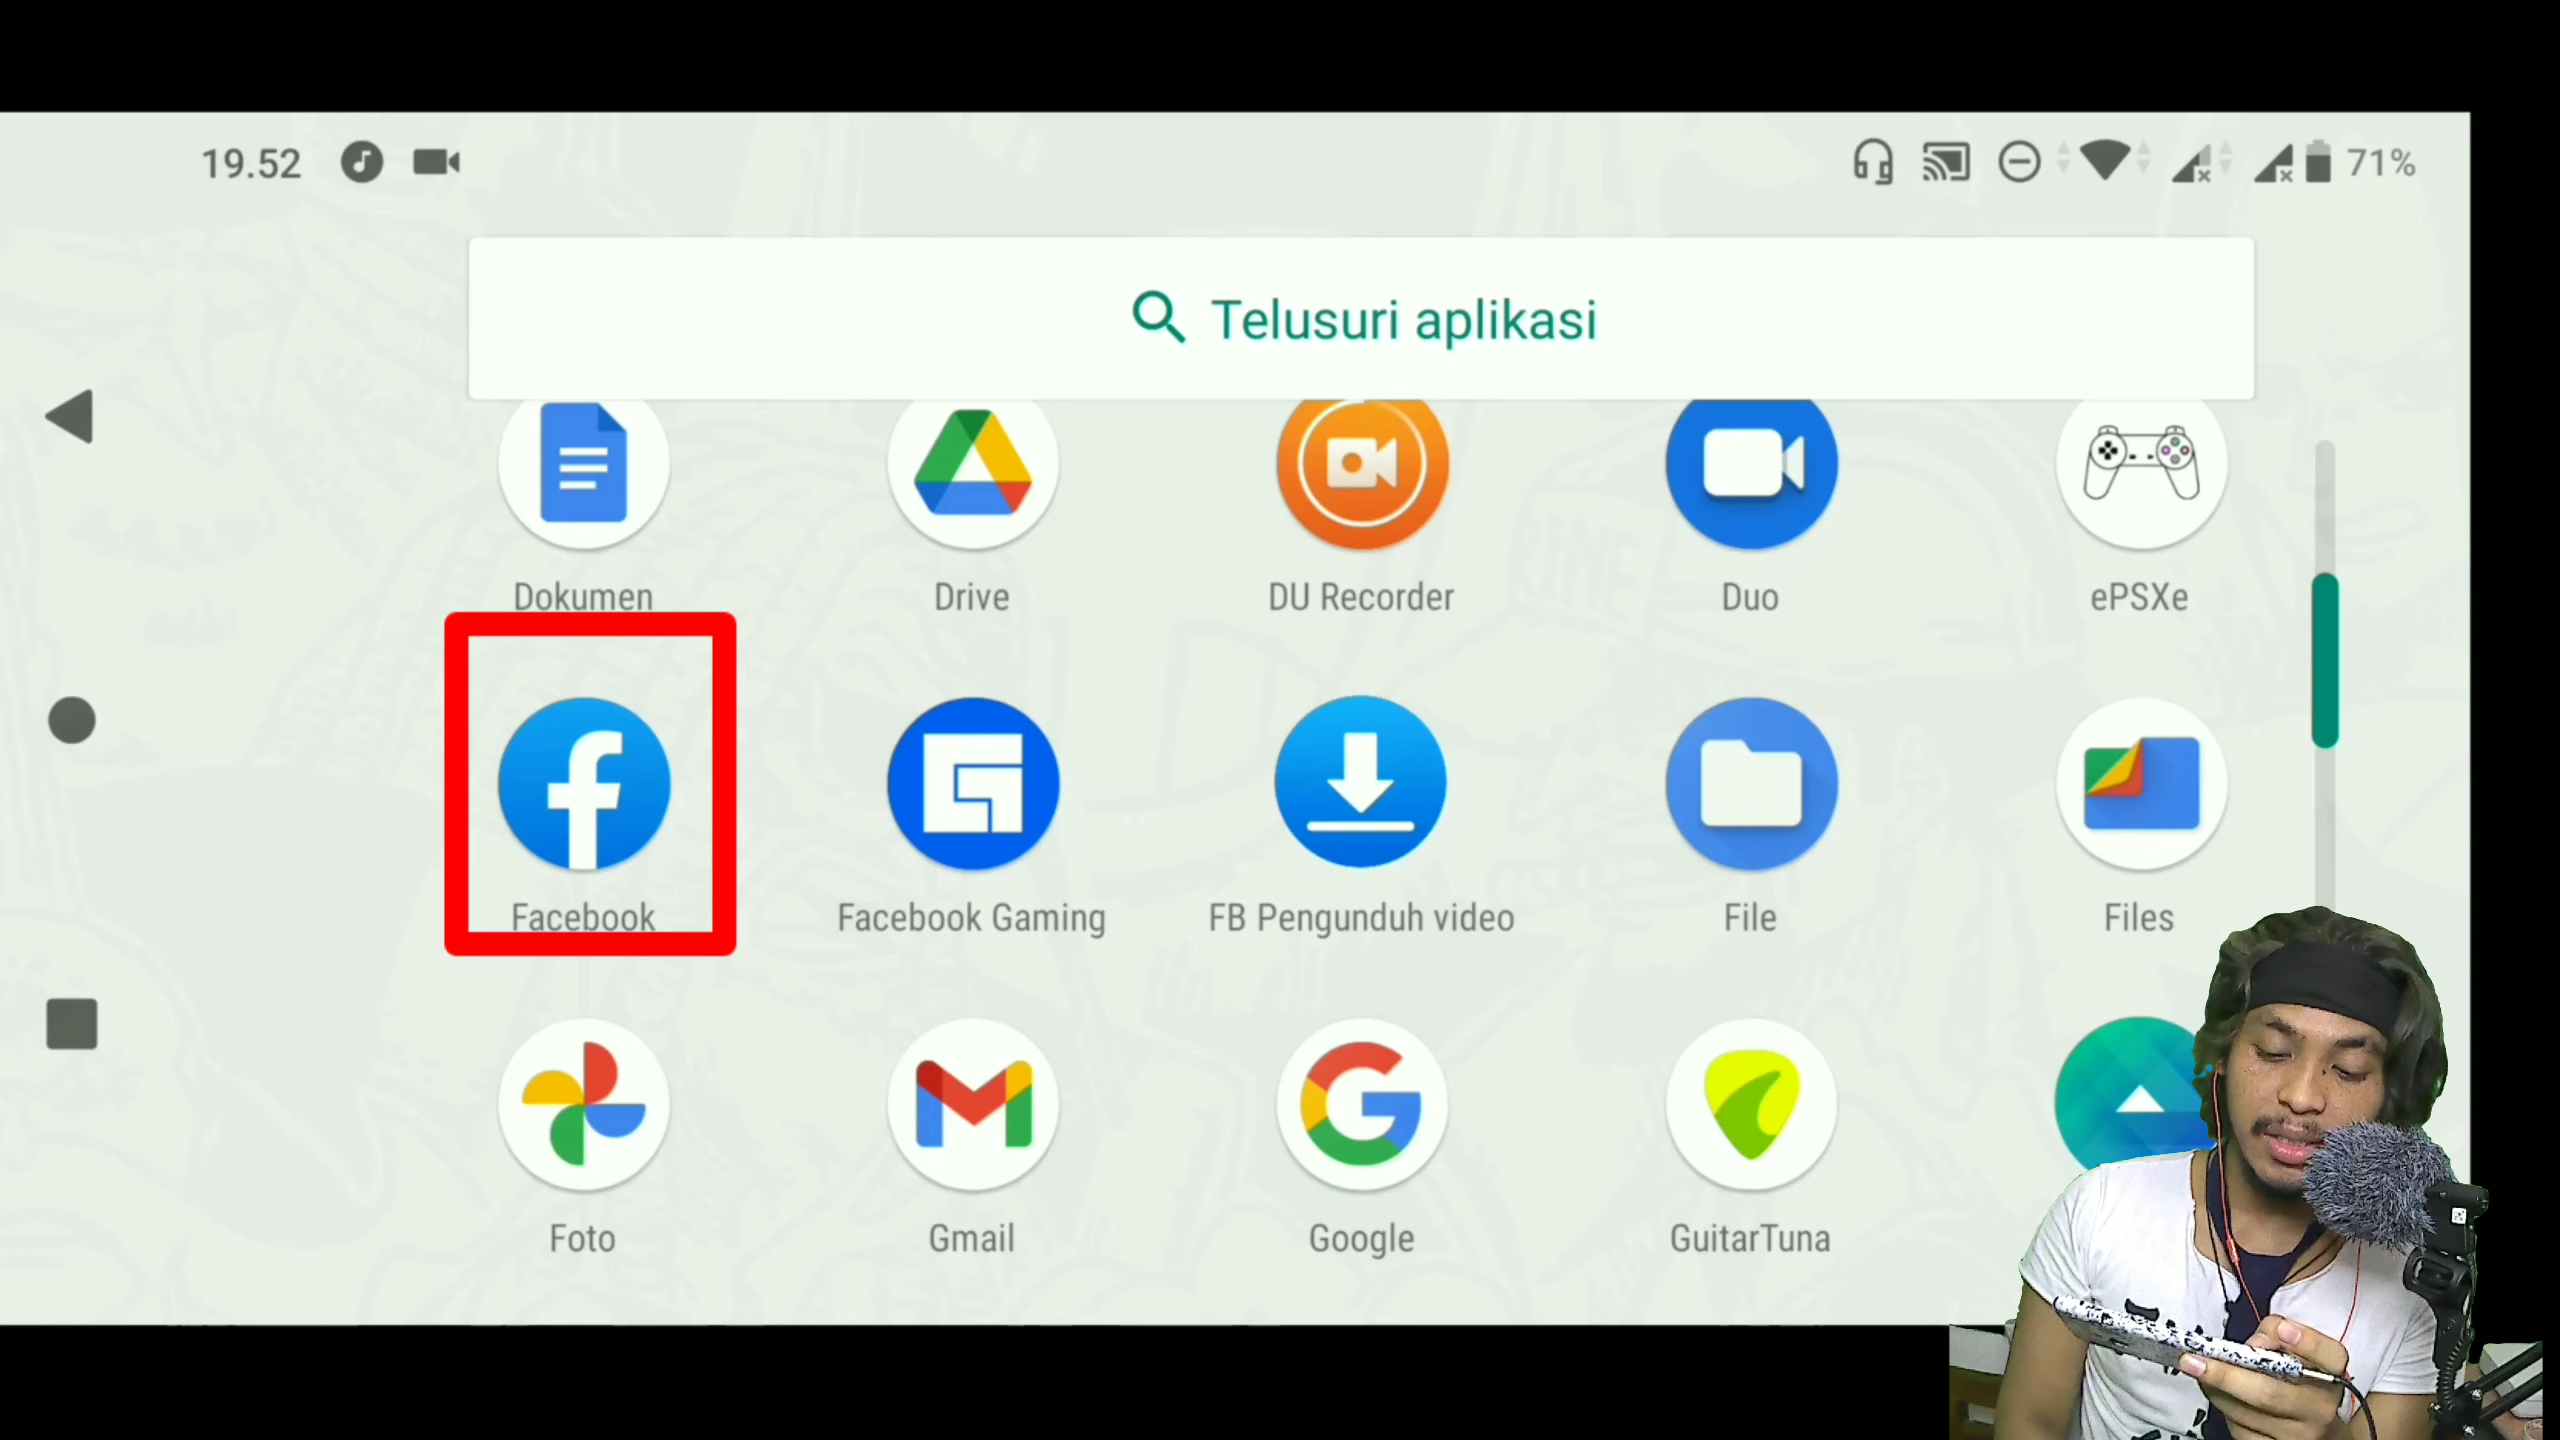 19.52
71%
Telusuri aplikasi
Dokumen
Drive
DU Recorder
Duo
ePSXe
Facebook
Facebook Gaming
FB Pengunduh video
File
Files
Foto
Gmail
Google
GuitarTuna